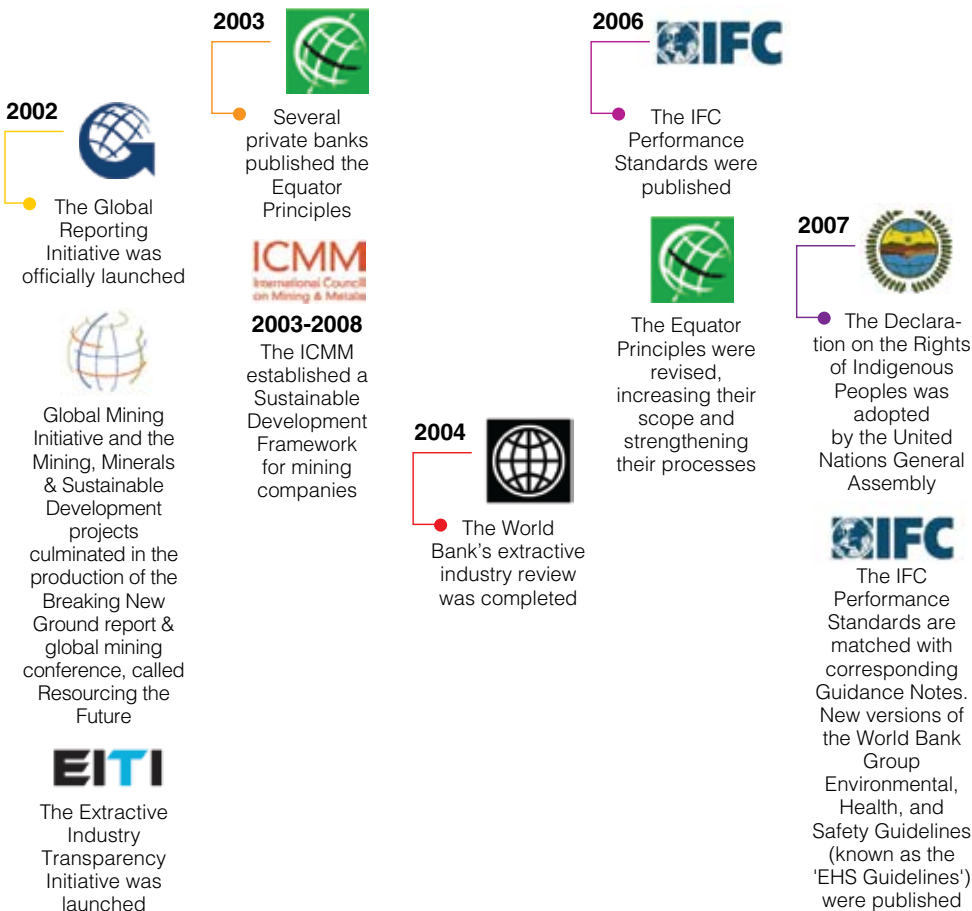 2002
The Global
Reporting
Initiative was
officially launched
Global Mining
Initiative and the
Mining, Minerals
& Sustainable
Development
projects
culminated in the
production of the
Breaking New
Ground report &
global mining
conference, called
Resourcing the
Future
EITI
The Extractive
Industry
Transparency
Initiative was
launched
2003
Several
private banks
published the
Equator
Principles
ICMM
International Council
on Mining & Metals
2003-2008
The ICMM
established a
Sustainable
Development
Framework
for mining
companies
2004
The World
Bank's extractive
industry review
was completed
2006
IFC
The IFC
Performance
Standards were
published
The Equator
Principles were
revised,
increasing their
scope and
strengthening
their processes
2007
The Declara-
tion on the Rights
of Indigenous
Peoples was
adopted
by the United
Nations General
Assembly
IFC
The IFC
Performance
Standards are
matched with
corresponding
Guidance Notes.
New versions of
the World Bank
Group
Environmental,
Health, and
Safety Guidelines
(known as the
'EHS Guidelines')
were published